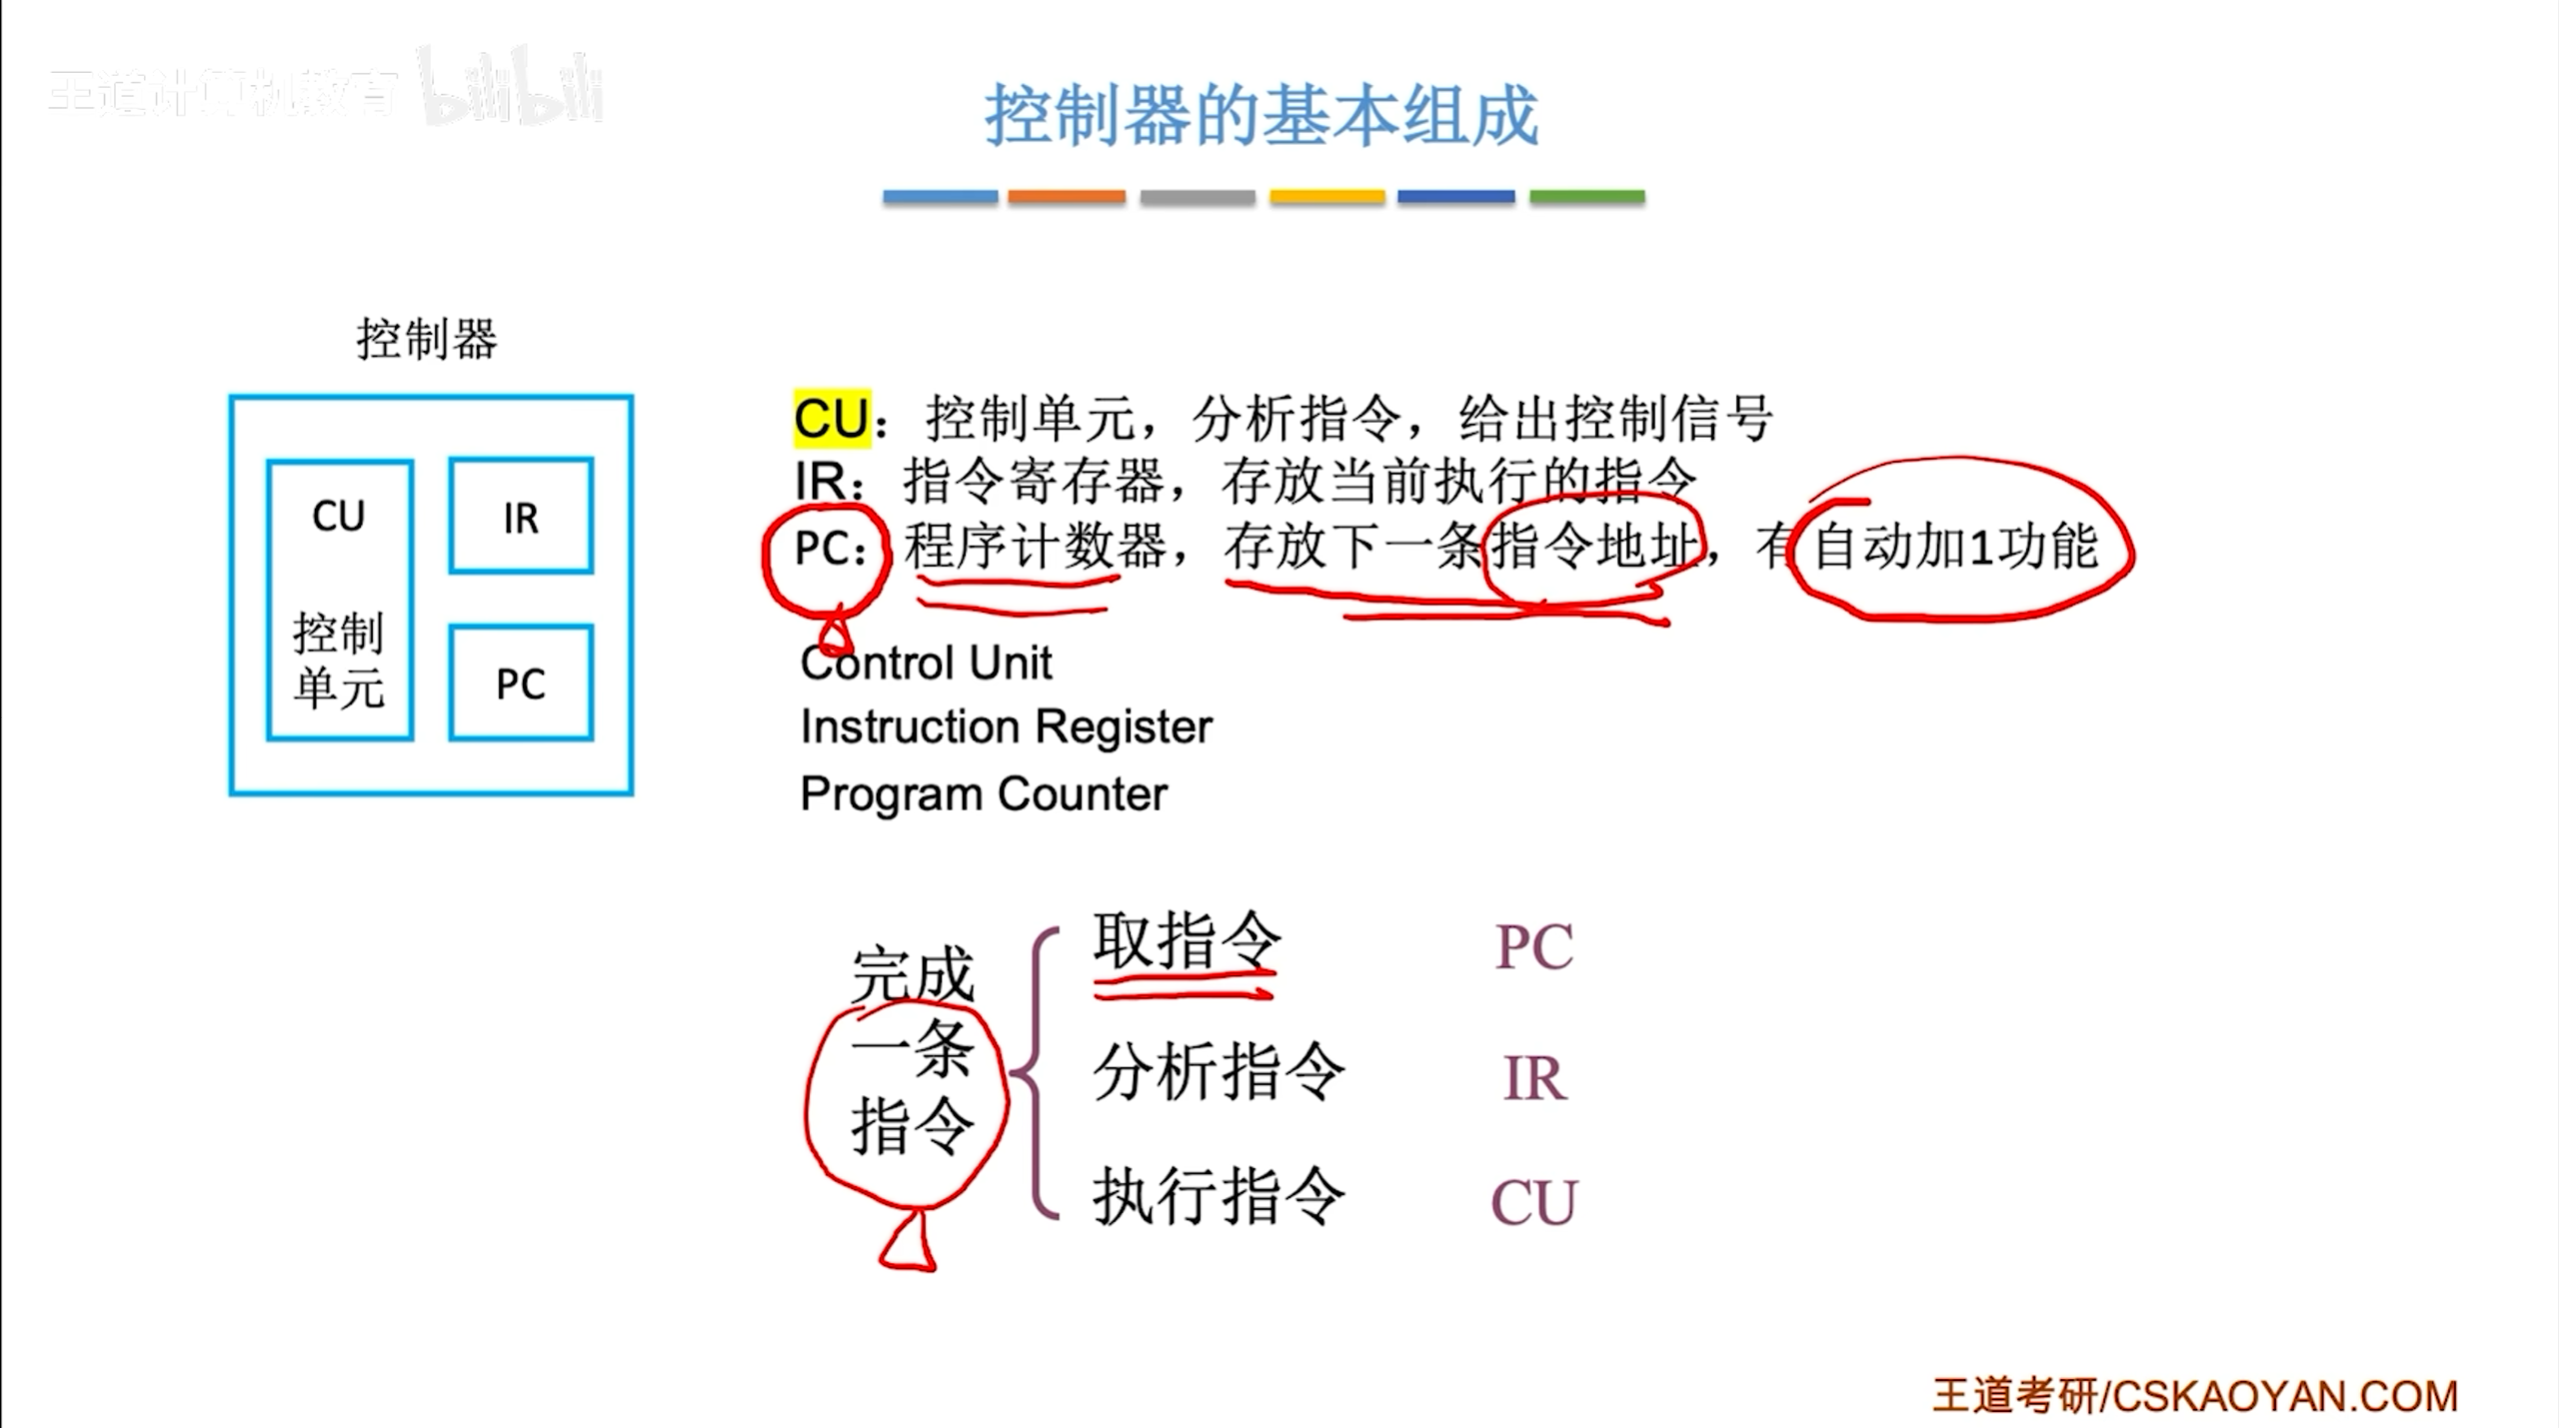 王道计算机教育 bilibili
控制器的基本组成
控制器
CU
控制
单元
IR
PC
CU：控制单元，分析指令，给出控制信号
IR：指令寄存器，存放当前执行的指令
PC：程序计数器，存放下一条指令地址，有自动加1功能
Control Unit
Instruction Register
Program Counter
完成
一条
指令
取指令 PC
分析指令 IR
执行指令 CU
王道考研/CSKAOYAN.COM